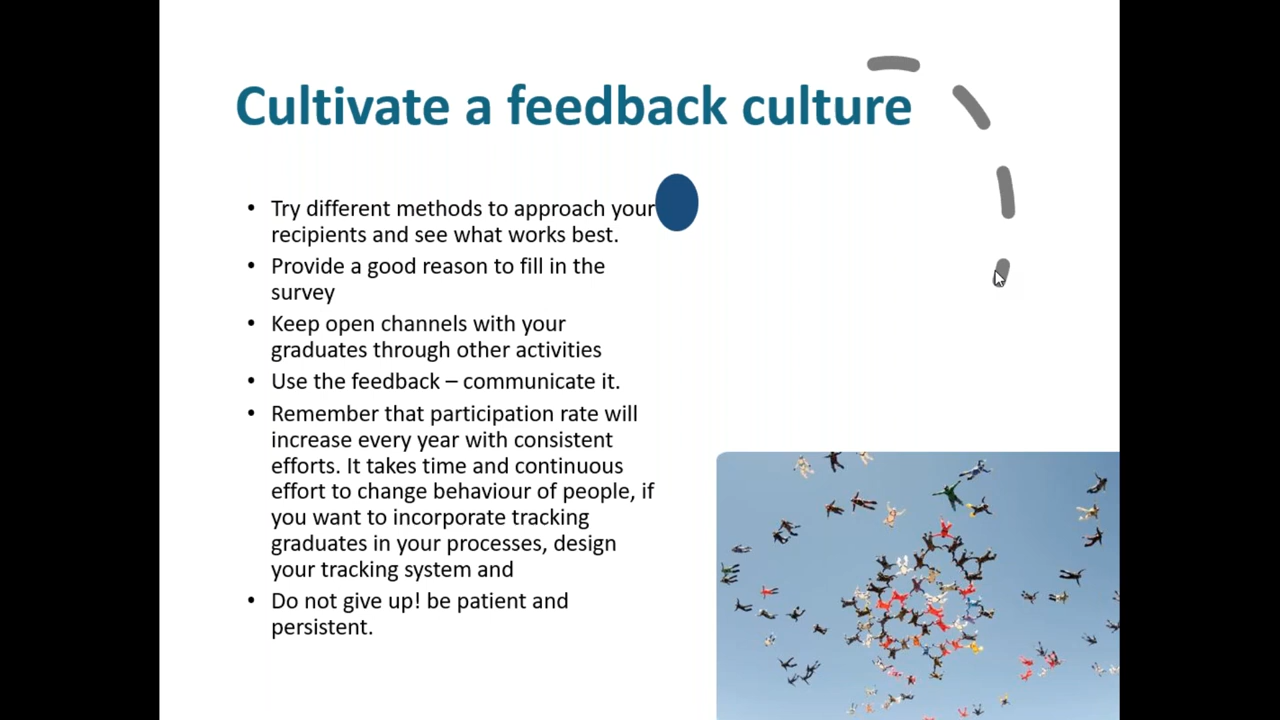 Cultivate a feedback culture
• Try different methods to approach your
recipients and see what works best.
• Provide a good reason to fill in the
survey
• Keep open channels with your
graduates through other activities
• Use the feedback – communicate it.
• Remember that participation rate will
increase every year with consistent
efforts. It takes time and continuous
effort to change behaviour of people, if
you want to incorporate tracking
graduates in your processes, design
your tracking system and
• Do not give up! be patient and
persistent.